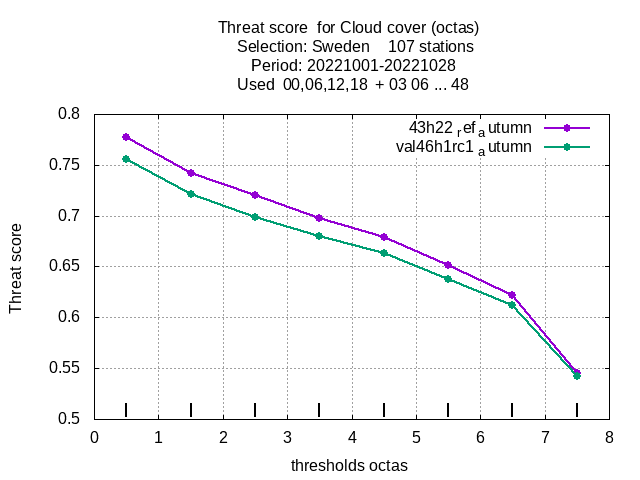 Threat score  for Cloud cover (octas)
Selection: Sweden    107 stations
Period: 20221001-20221028
Used  00,06,12,18  + 03 06 ... 48
43h22 ref autumn
val46h1rc1 autumn
0.8
0.75
0.7
0.65
0.6
0.55
0.5
Threat score
0 1 2 3 4 5 6 7 8
thresholds octas